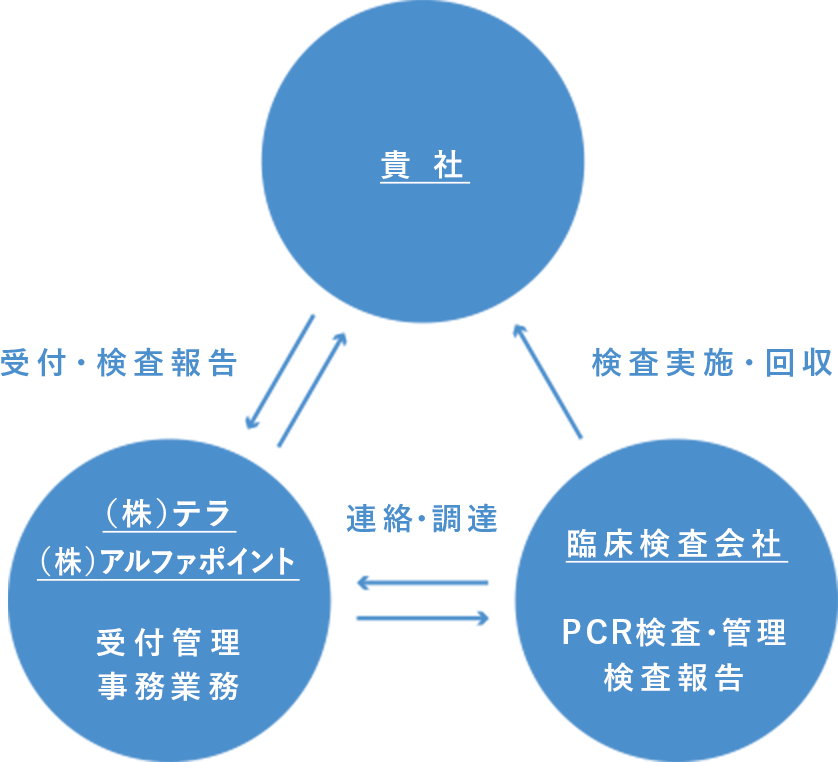 貴 社
受付・検査報告
検査実施・回収
（株）テラ
（株）アルファポイント
受付管理
事務業務
連絡・調達
臨床検査会社
PCR検査・管理
検査報告